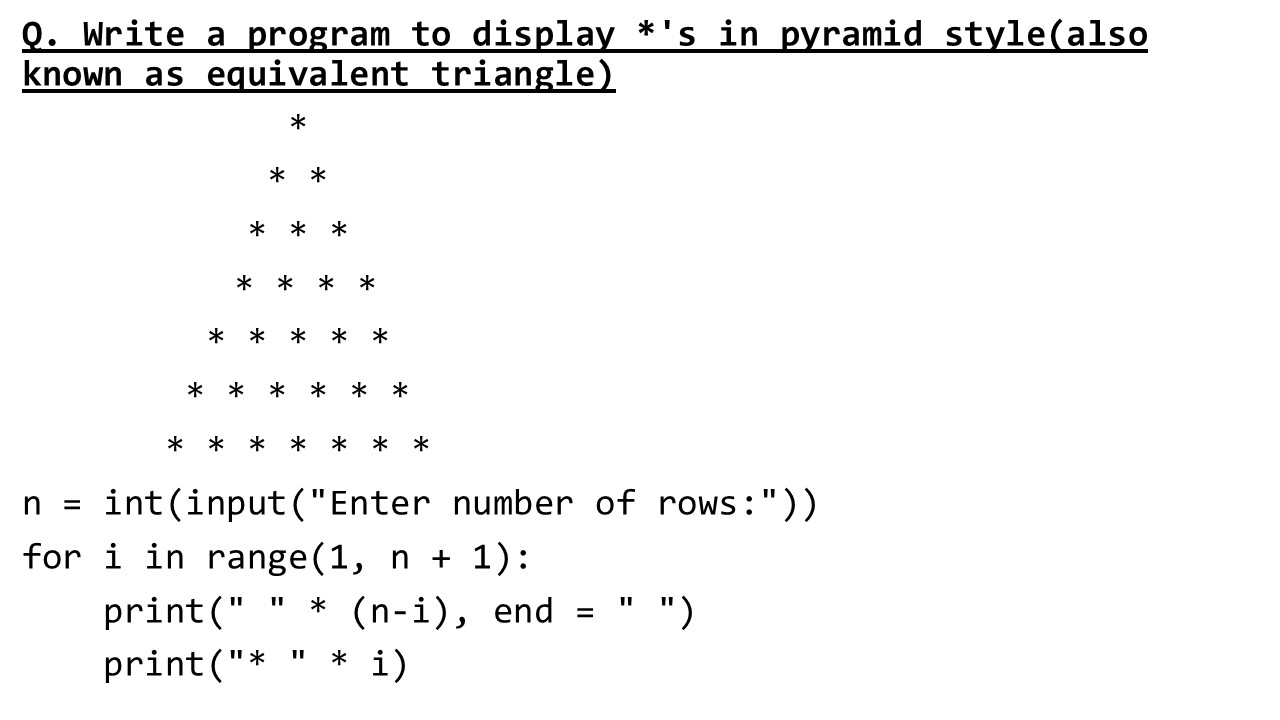 Q. Write a program to display *'s in pyramid style(also
known as equivalent triangle)
             *
            * *
           * * *
          * * * *
         * * * * *
        * * * * * *
       * * * * * * *
n = int(input("Enter number of rows:"))
for i in range(1, n + 1):
    print(" " * (n-i), end = " ")
    print("* " * i)